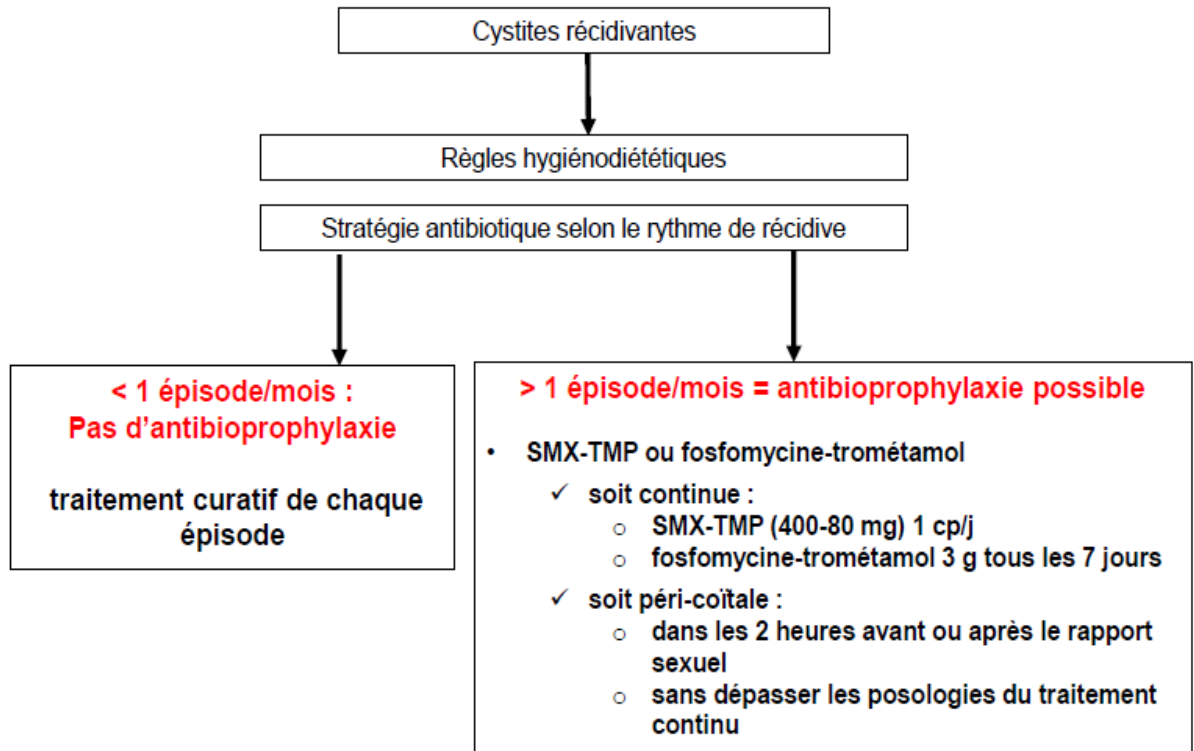 Cystites récidivantes
Règles hygiénodiététiques
Stratégie antibiotique selon le rythme de récidive
< 1 épisode/mois :
Pas d'antibioprophylaxie
traitement curatif de chaque
épisode
> 1 épisode/mois = antibioprophylaxie possible
• SMX-TMP ou fosfomycine-trométamol
✓ soit continue :
o SMX-TMP (400-80 mg) 1 cp/j
o fosfomycine-trométamol 3 g tous les 7 jours
✓ soit péri-coïtale :
o dans les 2 heures avant ou après le rapport
sexuel
o sans dépasser les posologies du traitement
continu